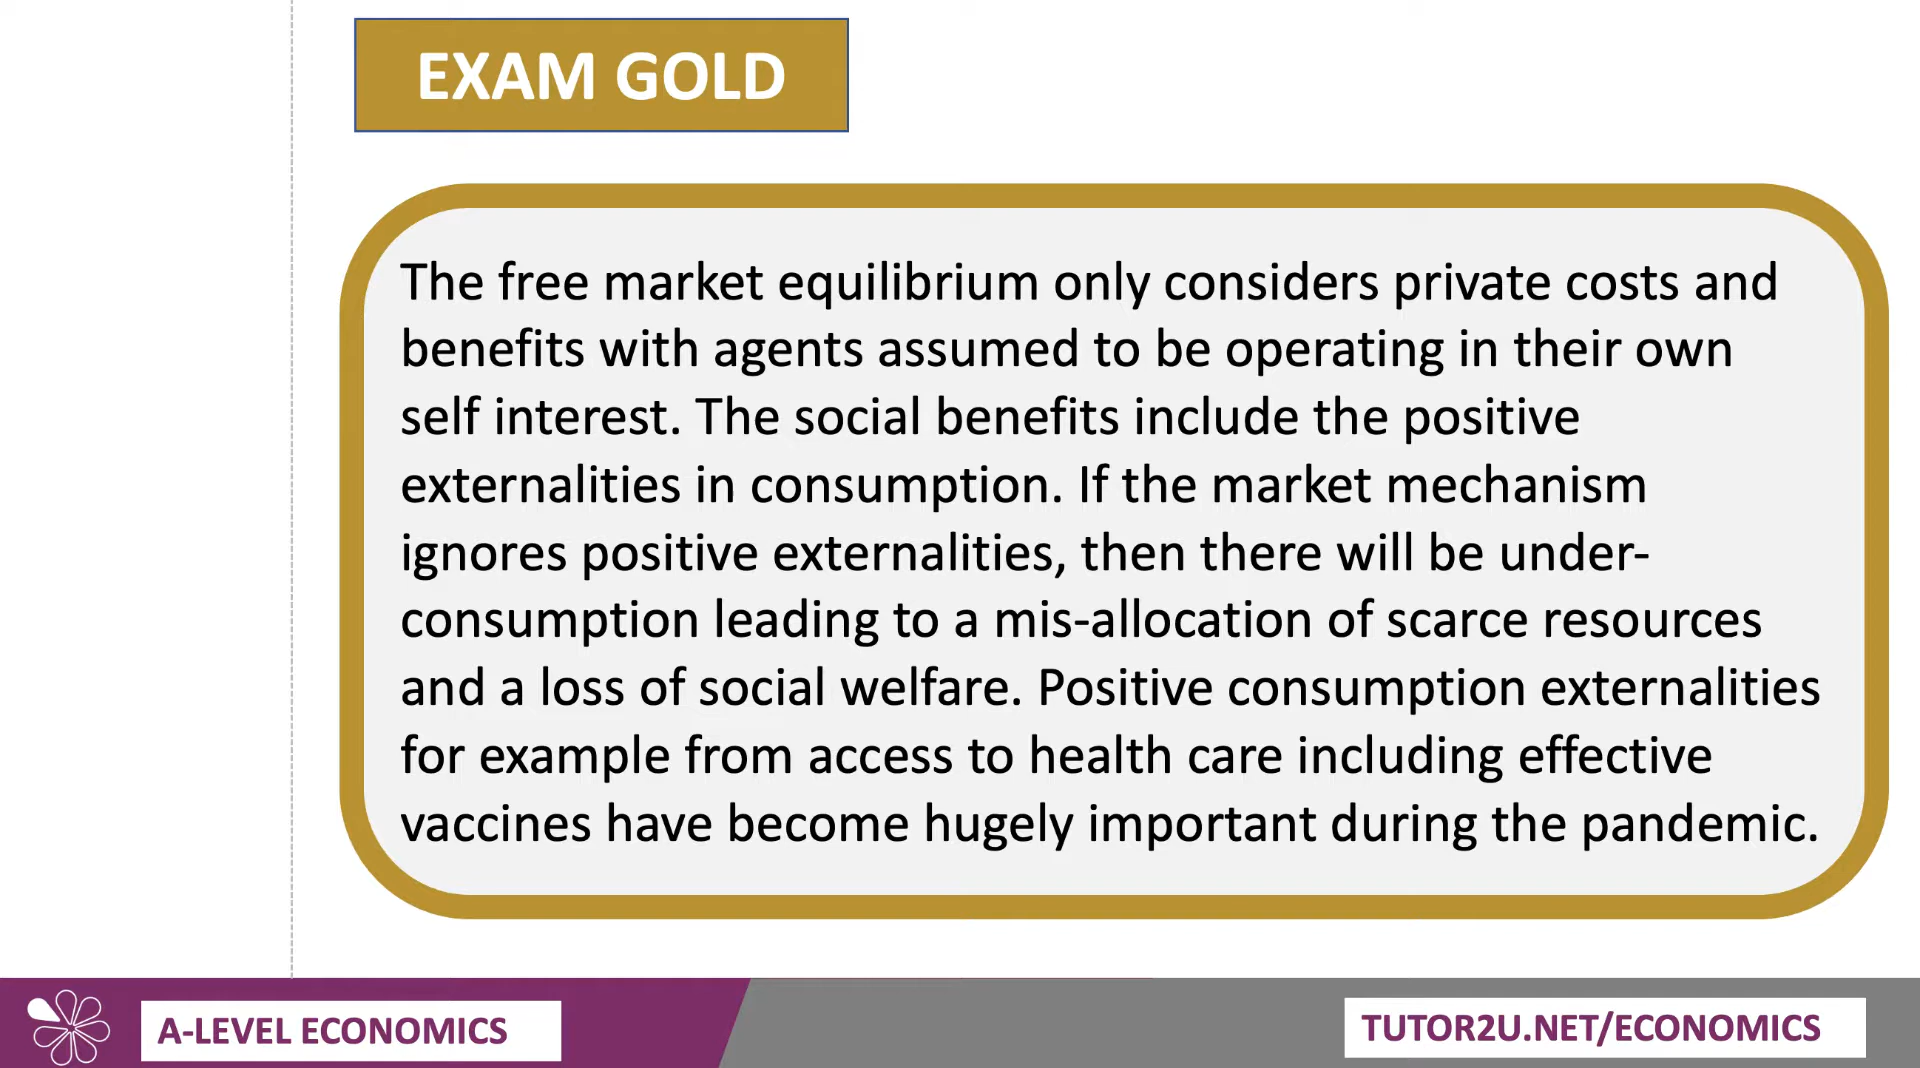 EXAM GOLD
The free market equilibrium only considers private costs and
benefits with agents assumed to be operating in their own
self interest. The social benefits include the positive
externalities in consumption. If the market mechanism
ignores positive externalities, then there will be under-
consumption leading to a mis-allocation of scarce resources
and a loss of social welfare. Positive consumption externalities
for example from access to health care including effective
vaccines have become hugely important during the pandemic.
A-LEVEL ECONOMICS
TUTOR2U.NET/ECONOMICS